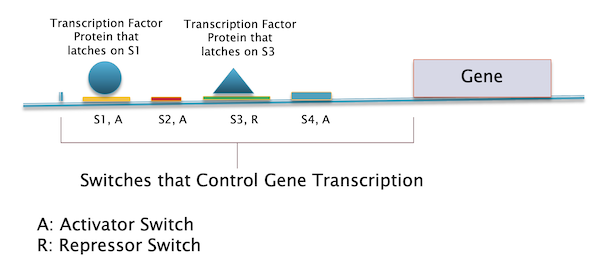 Transcription Factor
Protein that
latches on S1
Transcription Factor
Protein that
latches on S3
Gene
S1, A
S2, A
S3, R
S4, A
Switches that Control Gene Transcription
A: Activator Switch
R: Repressor Switch